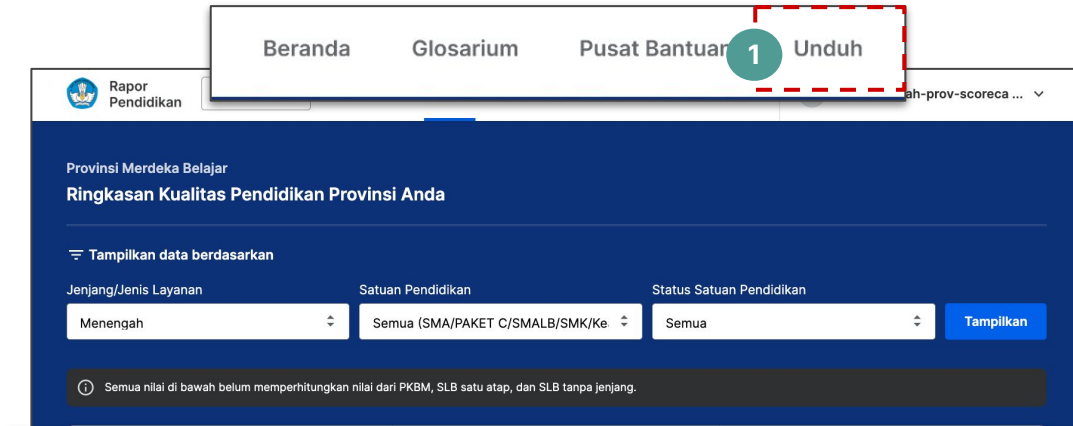 Beranda Glosarium Pusat Bantuan 1 Unduh
Rapor
Pendidikan
ah-prov-scoreca ...
Provinsi Merdeka Belajar
Ringkasan Kualitas Pendidikan Provinsi Anda
Tampilkan data berdasarkan
Jenjang/Jenis Layanan Satuan Pendidikan Status Satuan Pendidikan
Menengah Semua (SMA/PAKET C/SMALB/SMK/Ke Semua Tampilkan
Semua nilai di bawah belum memperhitungkan nilai dari PKBM, SLB satu atap, dan SLB tanpa jenjang.